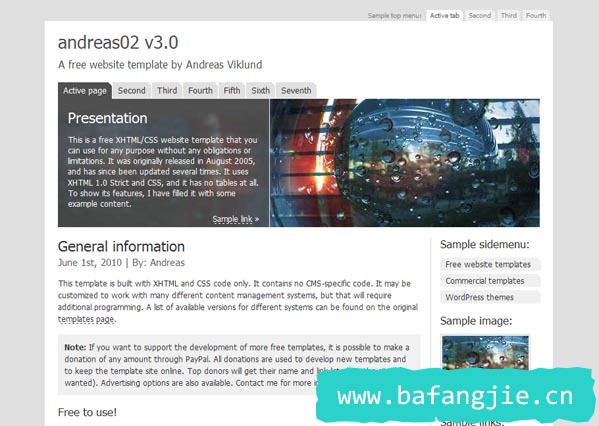 Sample top menu: Active tab Second Third Fourth
andreas02 v3.0
A free website template by Andreas Viklund
Active page Second Third Fourth Fifth Sixth Seventh
Presentation
This is a free XHTML/CSS website template that you
can use for any purpose without any obligations or
limitations. It was originally released in August 2005,
and has since been updated several times. It uses
XHTML 1.0 Strict and CSS, and it has no tables at all.
To show its features, I have filled it with some
example content.
Sample link »
General information
June 1st, 2010 | By: Andreas
This template is built with XHTML and CSS code only. It contains no CMS-specific code. It may be
customized to work with many different content management systems, but that will require
additional programming. A list of available versions for different systems can be found on the original
templates page.
Note: If you want to support the development of more free templates, it is possible to make a
donation of any amount through PayPal. All donations are used to develop new templates and
to keep the template site online. Top donors will get their name and link
wanted). Advertising options are also available. Contact me for more
Free to use!
Sample sidemenu:
Free website templates
Commercial templates
WordPress themes
Sample image:
Sample links:
www.bafangjie.cn